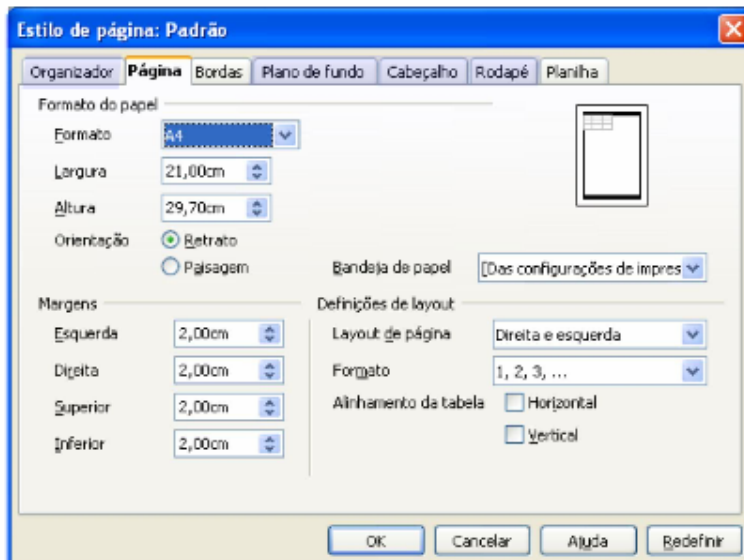 Estilo de página: Padrão
Organizador Página Bordas Plano de fundo Cabeçalho Rodapé Planilha
Formato do papel
Formato A4
Largura 21,00cm
Altura 29,70cm
Orientação Retrato
Paisagem Bandeja de papel [Das configurações de impres
Margens Definições de layout
Esquerda 2,00cm Layout de página Direita e esquerda
Direita 2,00cm Formato 1, 2, 3, ...
Superior 2,00cm Alinhamento da tabela Horizontal
Inferior 2,00cm Vertical
OK Cancelar Ajuda Redefinir